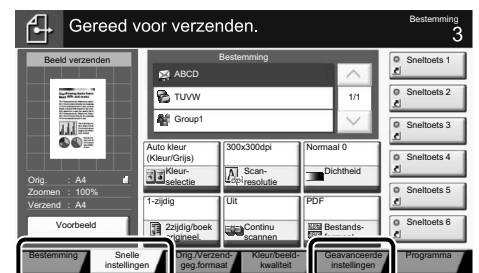 Gereed voor verzenden.
Bestemming
3
Beeld verzenden
Orig. : A4
Zoomen : 100%
Verzend : A4
Voorbeeld
Bestemming
ABCD
TUVW
Group1
1/1
Auto kleur
(Kleur/Grijs)
Kleur-
selectie
300x300dpi
Scan-
resolutie
Normaal 0
Dichtheid
1-zijdig
2zijdig/boek
origineel.
Uit
Continu
scannen
PDF
Bestands-
Sneltoets 1
Sneltoets 2
Sneltoets 3
Sneltoets 4
Sneltoets 5
Sneltoets 6
Bestemming
Snelle
instellingen
Orig./Verzend-
geg.formaat
Kleur/beeld-
kwaliteit
Geavanceerde
instellingen
Programma